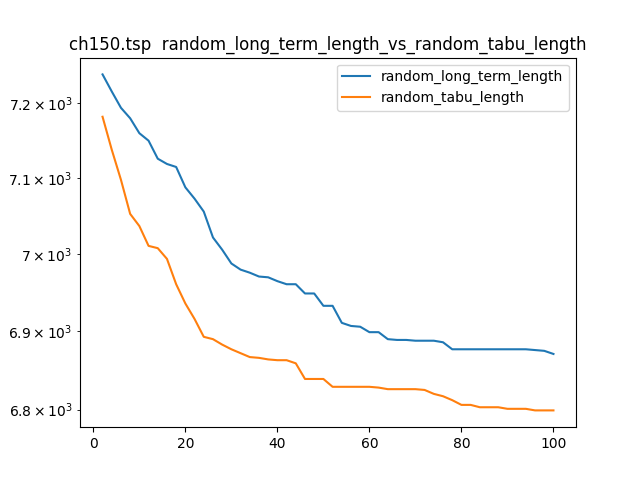 ch150.tsp  random_long_term_length_vs_random_tabu_length
random_long_term_length
random_tabu_length
7.2 × 10³
7.1 × 10³
7 × 10³
6.9 × 10³
6.8 × 10³
0 20 40 60 80 100